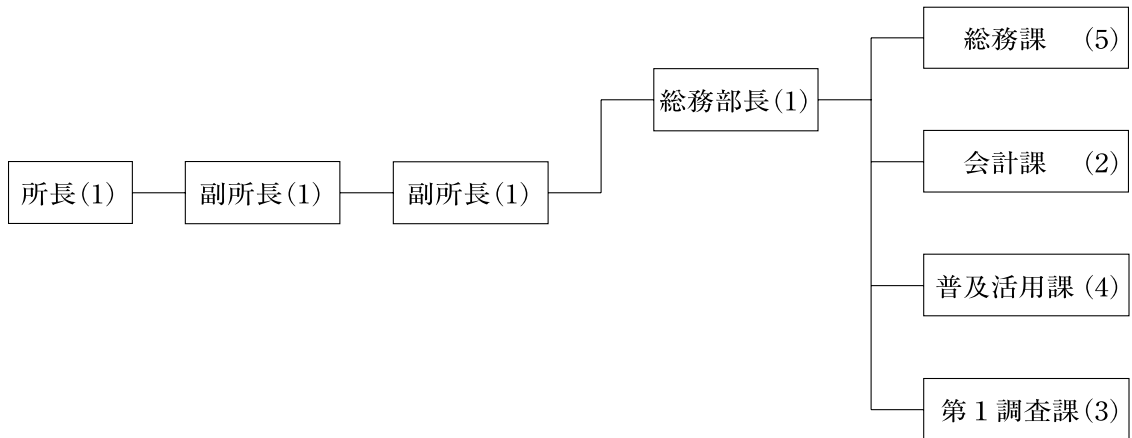 所長(1)
副所長(1)
副所長(1)
総務部長(1)
総務課 (5)
会計課 (2)
普及活用課 (4)
第1調査課(3)